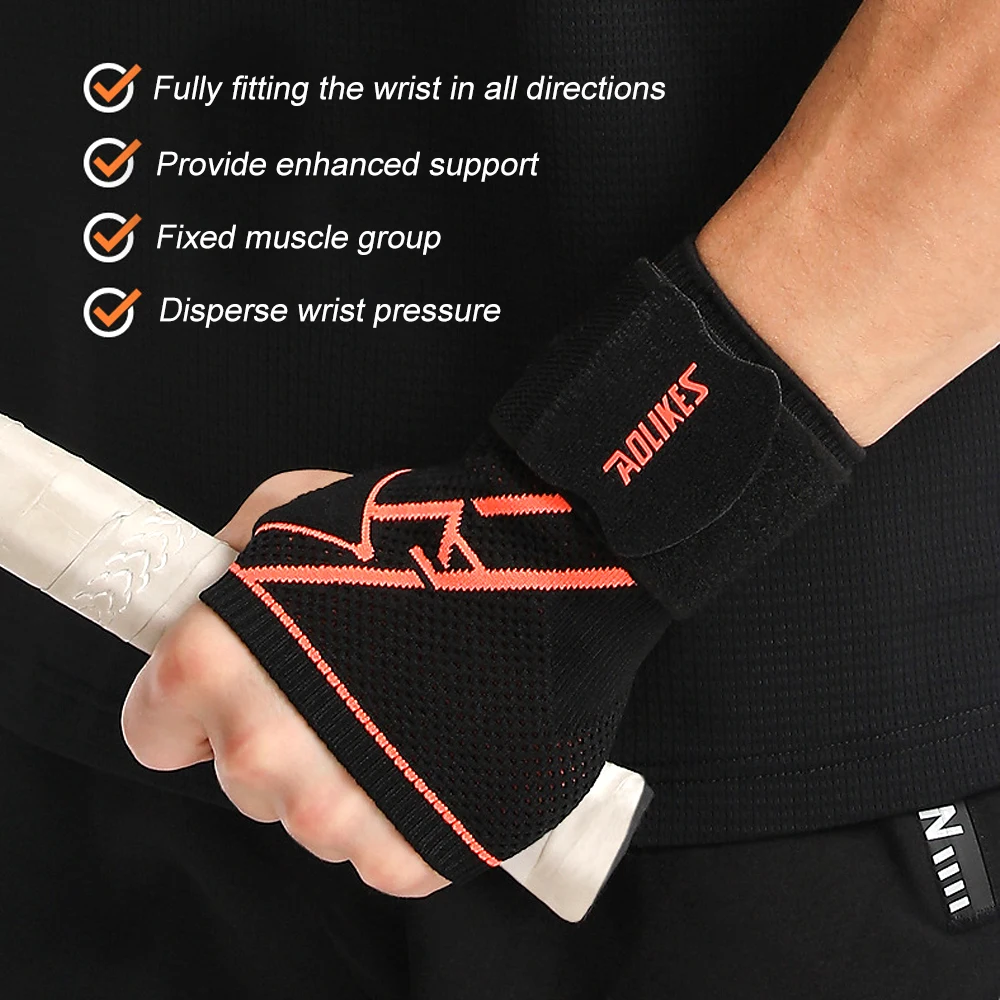 Fully fitting the wrist in all directions
Provide enhanced support
Fixed muscle group
Disperse wrist pressure
AOLIKES
N